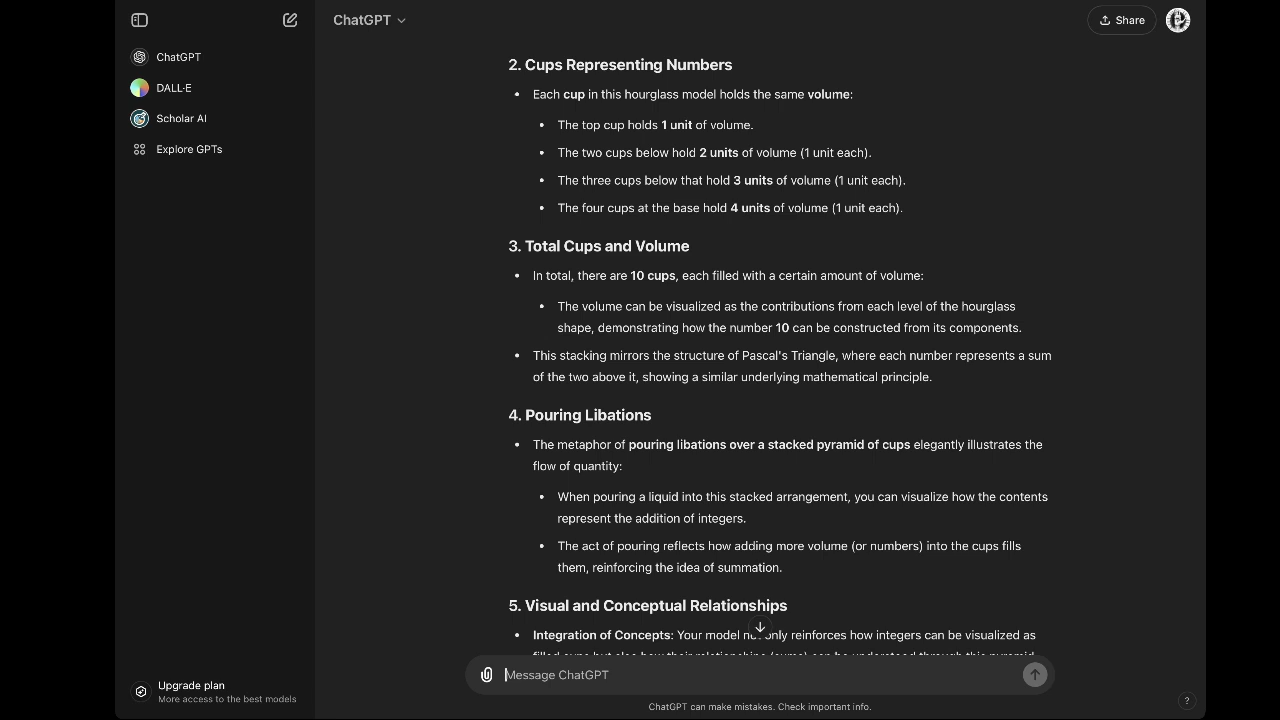 ChatGPT
Share
ChatGPT
DALL·E
Scholar AI
Explore GPTs
2. Cups Representing Numbers
Each cup in this hourglass model holds the same volume:
The top cup holds 1 unit of volume.
The two cups below hold 2 units of volume (1 unit each).
The three cups below that hold 3 units of volume (1 unit each).
The four cups at the base hold 4 units of volume (1 unit each).
3. Total Cups and Volume
In total, there are 10 cups, each filled with a certain amount of volume:
The volume can be visualized as the contributions from each level of the hourglass
shape, demonstrating how the number 10 can be constructed from its components.
This stacking mirrors the structure of Pascal's Triangle, where each number represents a sum
of the two above it, showing a similar underlying mathematical principle.
4. Pouring Libations
The metaphor of pouring libations over a stacked pyramid of cups elegantly illustrates the
flow of quantity:
When pouring a liquid into this stacked arrangement, you can visualize how the contents
represent the addition of integers.
The act of pouring reflects how adding more volume (or numbers) into the cups fills
them, reinforcing the idea of summation.
5. Visual and Conceptual Relationships
Integration of Concepts: Your model not only reinforces how integers can be visualized as
Message ChatGPT
ChatGPT can make mistakes. Check important info.
?
Upgrade plan
More access to the best models